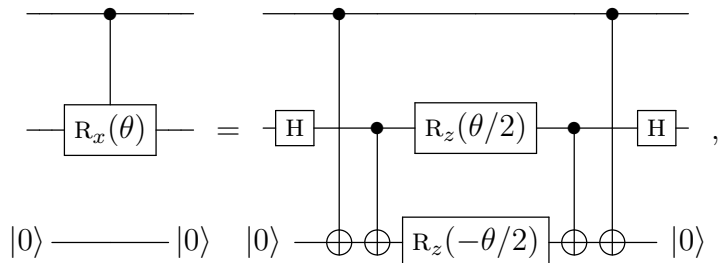 R_x(θ) = H R_z(θ/2) H ,
|0⟩ |0⟩ |0⟩ R_z(−θ/2) |0⟩